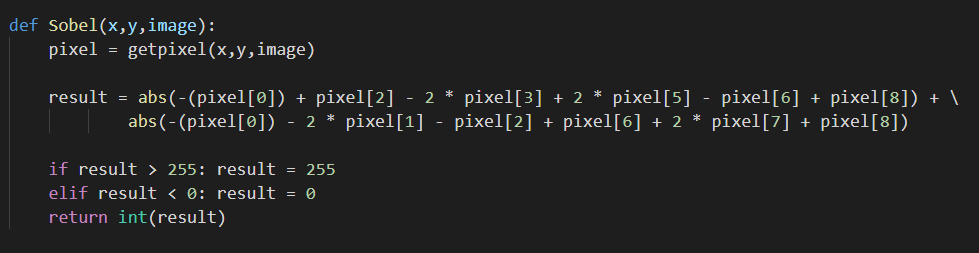 def Sobel(x,y,image):
    pixel = getpixel(x,y,image)
    result = abs(-(pixel[0]) + pixel[2] - 2 * pixel[3] + 2 * pixel[5] - pixel[6] + pixel[8]) + \
            abs(-(pixel[0]) - 2 * pixel[1] - pixel[2] + pixel[6] + 2 * pixel[7] + pixel[8])
    if result > 255: result = 255
    elif result < 0: result = 0
    return int(result)